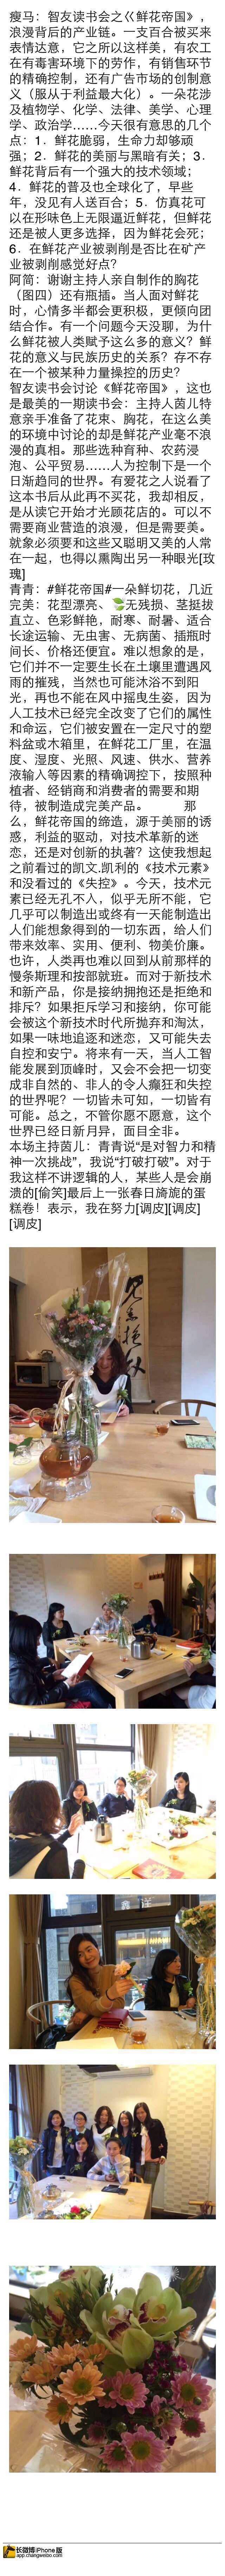 瘦马：智友读书会之巜鲜花帝国》，
浪漫背后的产业链。一支百合被买来
表情达意，它之所以这样美，有农工
在有毒害环境下的劳作，有销售环节
的精确控制，还有广告市场的创制意
义（服从于利益最大化）。一朵花涉
及植物学、化学、法律、美学、心理
学、政治学……今天很有意思的几个
点：1．鲜花脆弱，生命力却够顽
强；2．鲜花的美丽与黑暗有关；3．
鲜花背后有一个强大的技术领域；
4．鲜花的普及也全球化了，早些
年，没见有人送百合；5．仿真花可
以在形味色上无限逼近鲜花，但鲜花
还是被人更多选择，因为鲜花会死；
6．在鲜花产业被剥削是否比在矿产
业被剥削感觉好点？
阿简：谢谢主持人亲自制作的胸花
（图四）还有瓶插。当人面对鲜花
时，心情多半都会更积极，更倾向团
结合作。有一个问题今天没聊，为什
么鲜花被人类赋予这么多的意义？鲜
花的意义与民族历史的关系？存不存
在一个被某种力量操控的历史？
智友读书会讨论《鲜花帝国》，这也
是最美的一期读书会：主持人茵儿特
意亲手准备了花束、胸花，在这么美
的环境中讨论的却是鲜花产业毫不浪
漫的真相。那些选种育种、农药浸
泡、公平贸易……人为控制下是一个
日渐趋同的世界。有爱花之人说看了
这本书后从此再不买花，我却相反，
是从读它开始才光顾花店的。可以不
需要商业营造的浪漫，但是需要美。
就象必须要和这些又聪明又美的人常
在一起，也得以熏陶出另一种眼光[玫
瑰]
青青：#鲜花帝国#一朵鲜切花，几近
完美：花型漂亮、🍃无残损、茎挺拔
直立、色彩鲜艳，耐热、耐暑、适合
长途运输、无虫害、无病菌、插瓶时
间长、价格还便宜。难以想象的是，
它们并不一定要生长在土壤里遭遇风
雨的摧残，当然也可能沐浴不到阳
光，再也不能在风中摇曳生姿，因为
人工技术已经完全改变了它们的属性
和命运，它们被安置在一定尺寸的塑
料盆或木箱里，在鲜花工厂里，在温
度、湿度、光照、风速、供水、营养
液输入等因素的精确调控下，按照种
植者、经销商和消费者的需要和期
待，被制造成完美产品。 那
么，鲜花帝国的缔造，源于美丽的诱
惑，利益的驱动，对技术革新的迷
恋，还是对创新的执著？这使我想起
之前看过的凯文.凯利的《技术元素》
和没看过的《失控》。今天，技术元
素已经无孔不入，似乎无所不能，它
几乎可以制造出或终有一天能制造出
人们能想象得到的一切东西，给人们
带来效率、实用、便利、物美价廉。
也许，人类再也难以回到从前那样的
慢条斯理和按部就班。而对于新技术
和新产品，你是接纳拥抱还是拒绝和
排斥？如果拒斥学习和接纳，你可能
会被这个新技术时代所抛弃和淘汰，
如果一味地追逐和迷恋，又可能失去
自控和安宁。将来有一天，当人工智
能发展到顶峰时，又会不会把一切变
成非自然的、非人的令人癫狂和失控
的世界呢？一切皆未可知，一切皆有
可能。总之，不管你愿不愿意，这个
世界已经日新月异，面目全非。
本场主持茵儿：青青说“是对智力和精
神一次挑战”，我说“打破打破”。对于
我这样不讲逻辑的人，某些人是会崩
溃的[偷笑]最后上一张春日旖旎的蛋
糕卷！表示，我在努力[调皮][调皮]
[调皮]
长微博iPhone版
app.changweibo.com